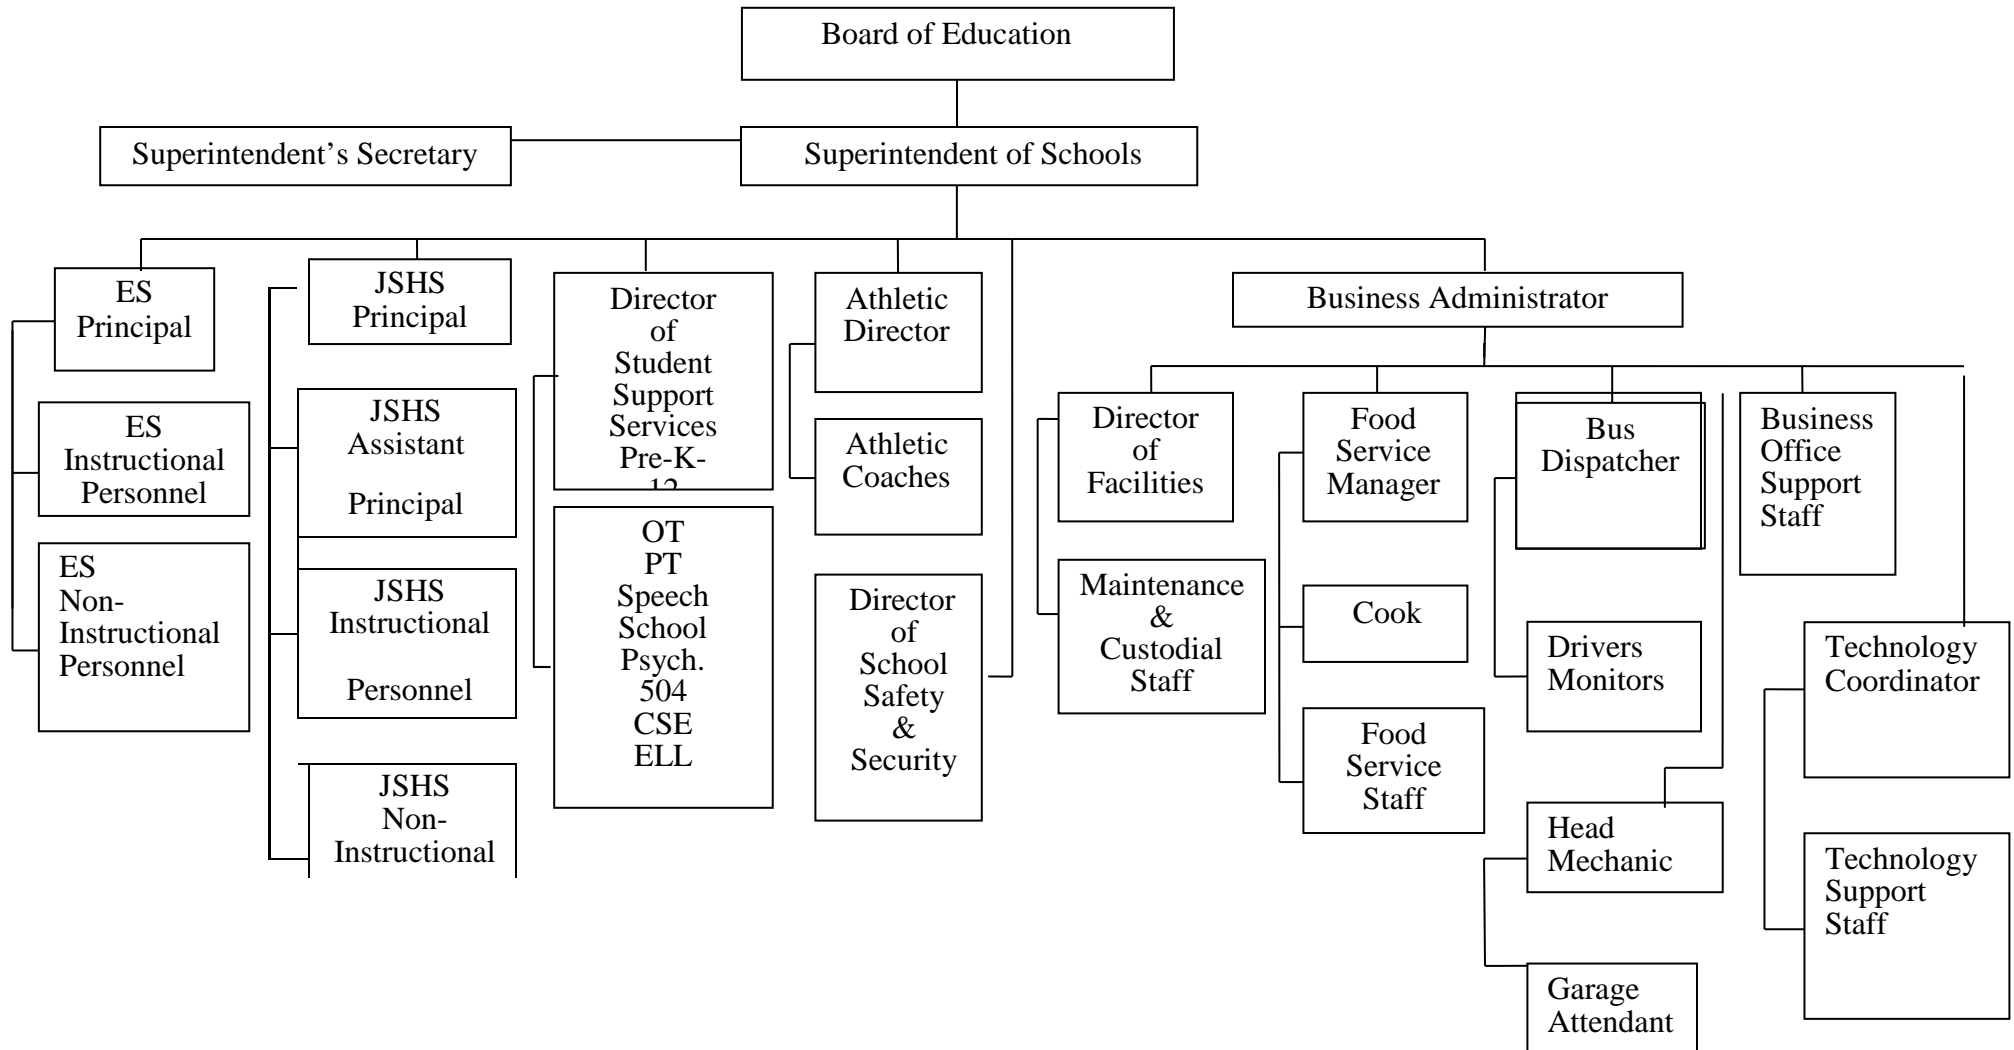 Board of Education
Superintendent’s Secretary
Superintendent of Schools
ES
Principal
ES
Instructional
Personnel
ES
Non-
Instructional
Personnel
JSHS
Principal
JSHS
Assistant
Principal
JSHS
Instructional
Personnel
JSHS
Non-
Instructional
Director
of
Student
Support
Services
Pre-K-
12
OT
PT
Speech
School
Psych.
504
CSE
ELL
Athletic
Director
Athletic
Coaches
Director
of
School
Safety
&
Security
Business Administrator
Director
of
Facilities
Maintenance
&
Custodial
Staff
Food
Service
Manager
Cook
Food
Service
Staff
Bus
Dispatcher
Drivers
Monitors
Head
Mechanic
Garage
Attendant
Business
Office
Support
Staff
Technology
Coordinator
Technology
Support
Staff